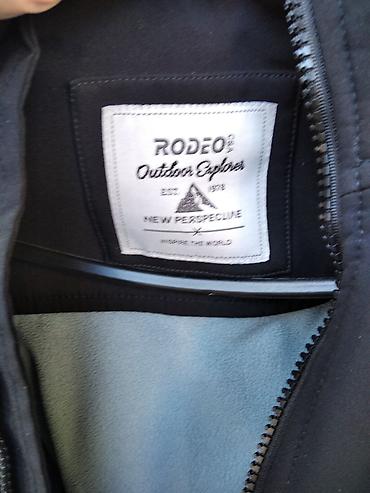 RODEO C&A
Outdoor Explorer
EST. 1978
NEW PERSPECTIVE
INSPIRE THE WORLD